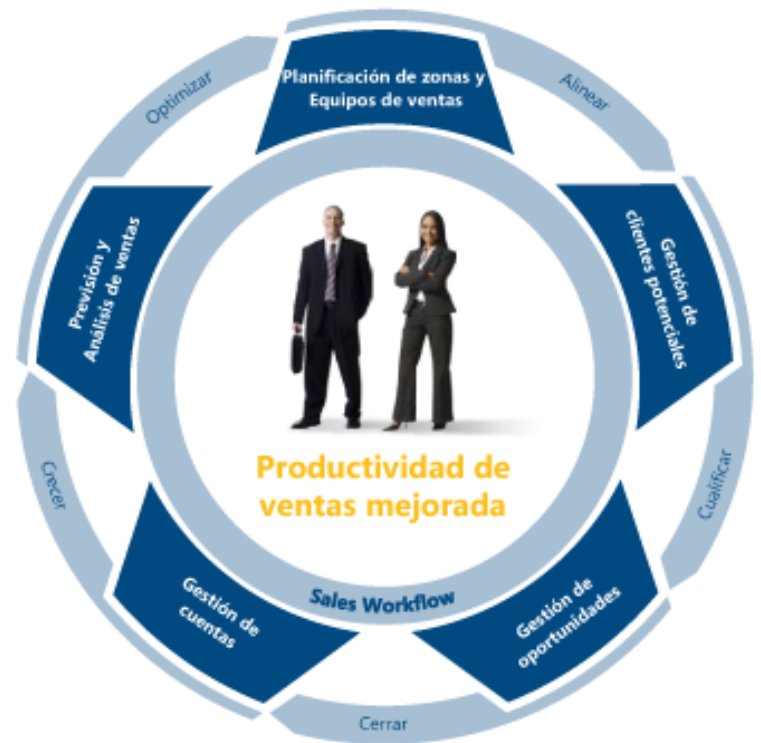 Planificación de zonas y
Equipos de ventas
Alinear
Gestión de
clientes potenciales
Cualificar
Gestión de
oportunidades
Cerrar
Gestión de
cuentas
Crecer
Previsión y
Análisis de ventas
Optimizar
Productividad de
ventas mejorada
Sales Workflow